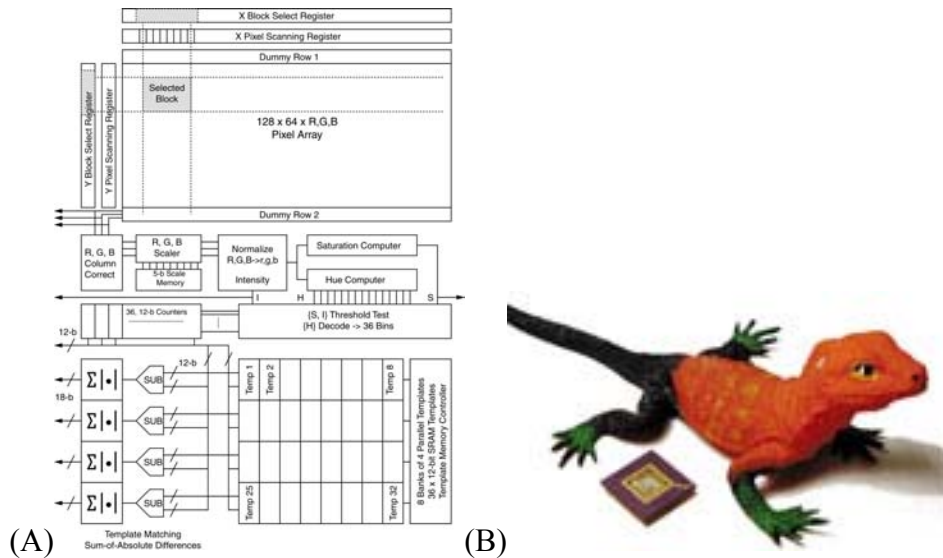 X Block Select Register
X Pixel Scanning Register
Dummy Row 1
Y Block Select Register
Y Pixel Scanning Register
Selected
Block
128 x 64 x R,G,B
Pixel Array
Dummy Row 2
R, G, B
Column
Correct
R, G, B
Scaler
5-b Scale
Memory
Normalize
R,G,B->r,g,b
Intensity
Saturation Computer
Hue Computer
I
H
S
36, 12-b Counters
{S, I} Threshold Test
{H} Decode -> 36 Bins
12-b
12-b
18-b
Σ|•|
SUB
Σ|•|
SUB
Σ|•|
SUB
Σ|•|
SUB
Temp 1
Temp 2
Temp 8
Temp 25
Temp 32
8 Banks of 4 Parallel Templates
36 x 12-bit SRAM Templates
Template Memory Controller
Template Matching
Sum-of-Absolute Differences
(A)
(B)